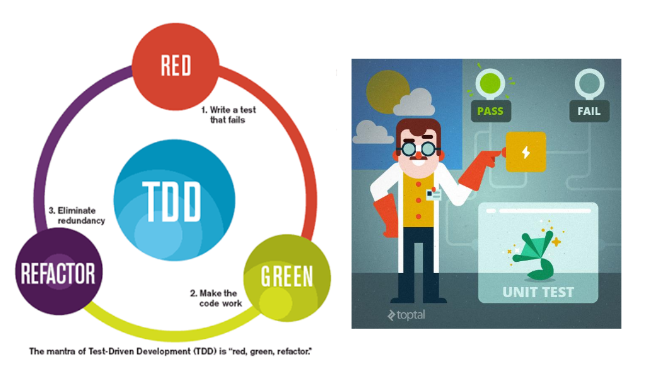 RED
1. Write a test
that fails
TDD
3. Eliminate
redundancy
REFACTOR
GREEN
2. Make the
code work
The mantra of Test-Driven Development (TDD) is “red, green, refactor.”
PASS
FAIL
UNIT TEST
toptal